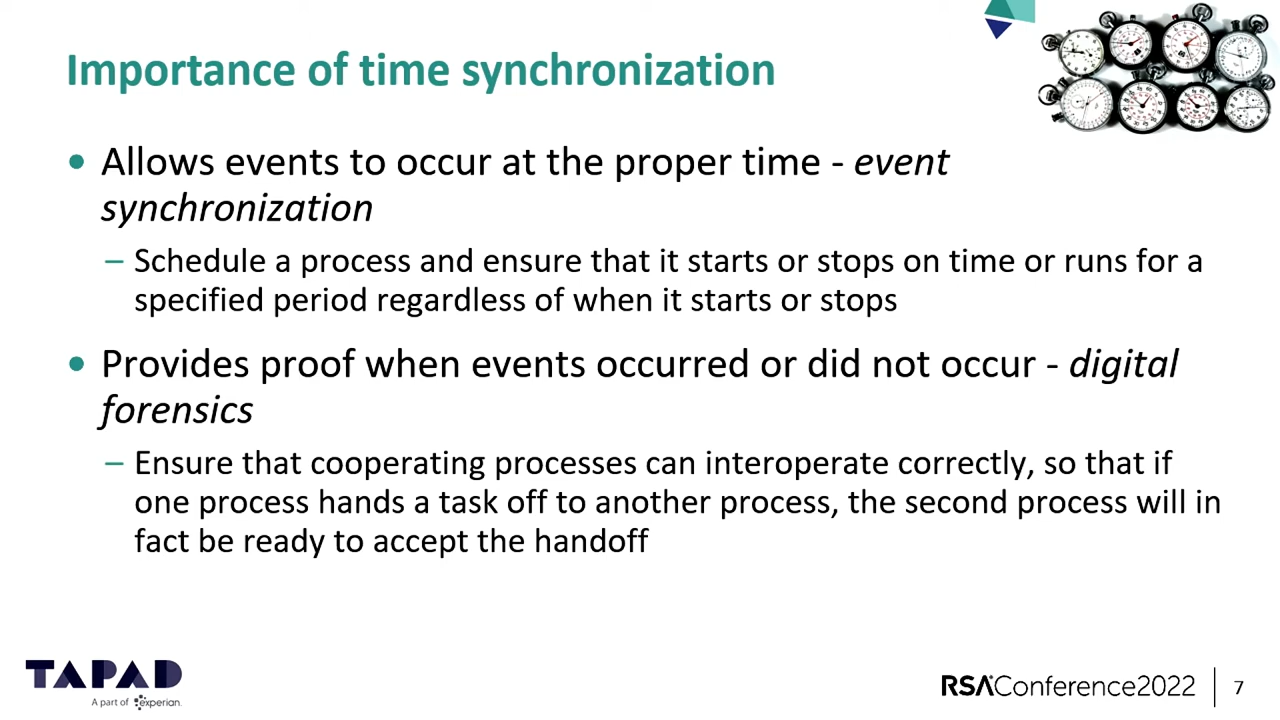 Importance of time synchronization
• Allows events to occur at the proper time - event
synchronization
– Schedule a process and ensure that it starts or stops on time or runs for a
specified period regardless of when it starts or stops
• Provides proof when events occurred or did not occur - digital
forensics
– Ensure that cooperating processes can interoperate correctly, so that if
one process hands a task off to another process, the second process will in
fact be ready to accept the handoff
TAPAD
A part of experian.
RSAConference2022
7